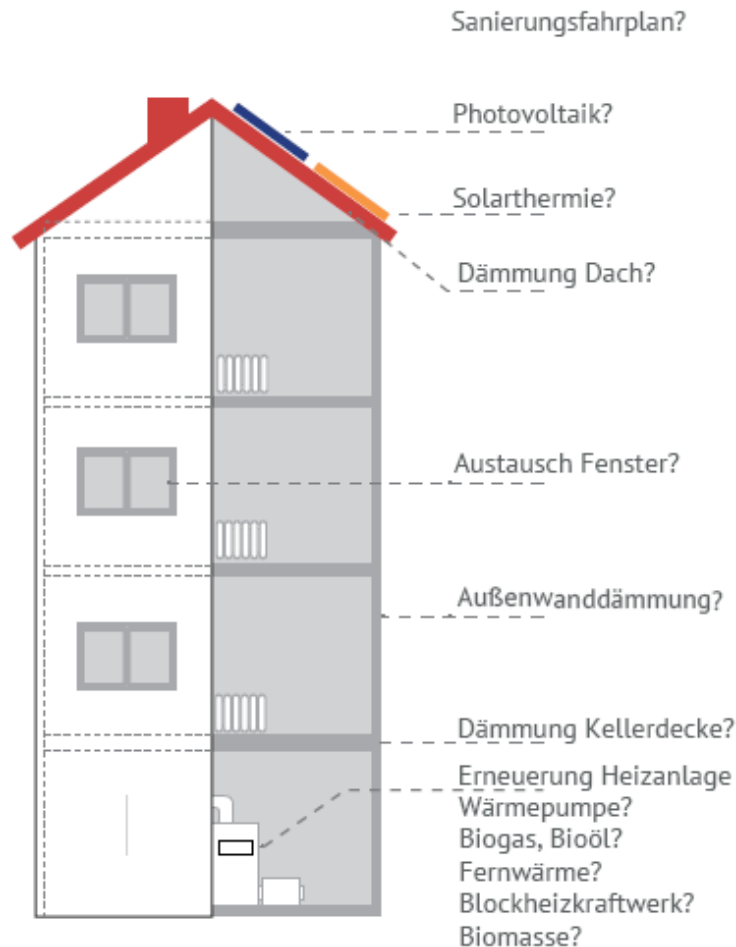 Sanierungsfahrplan?
Photovoltaik?
Solarthermie?
Dämmung Dach?
Austausch Fenster?
Außenwanddämmung?
Dämmung Kellerdecke?
Erneuerung Heizanlage
Wärmepumpe?
Biogas, Bioöl?
Fernwärme?
Blockheizkraftwerk?
Biomasse?